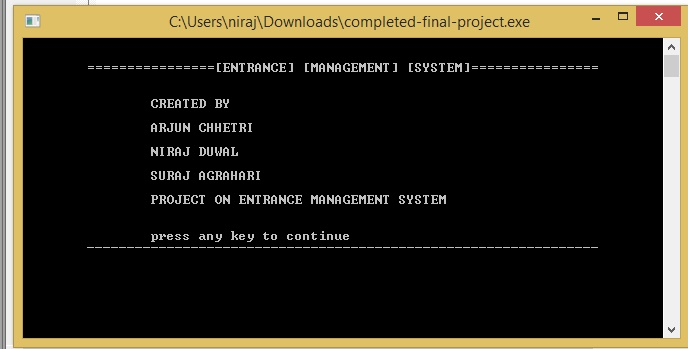 C:\Users\niraj\Downloads\completed-final-project.exe
================[ENTRANCE] [MANAGEMENT] [SYSTEM]================
CREATED BY
ARJUN CHHETRI
NIRAJ DUWAL
SURAJ AGRAHARI
PROJECT ON ENTRANCE MANAGEMENT SYSTEM
press any key to continue